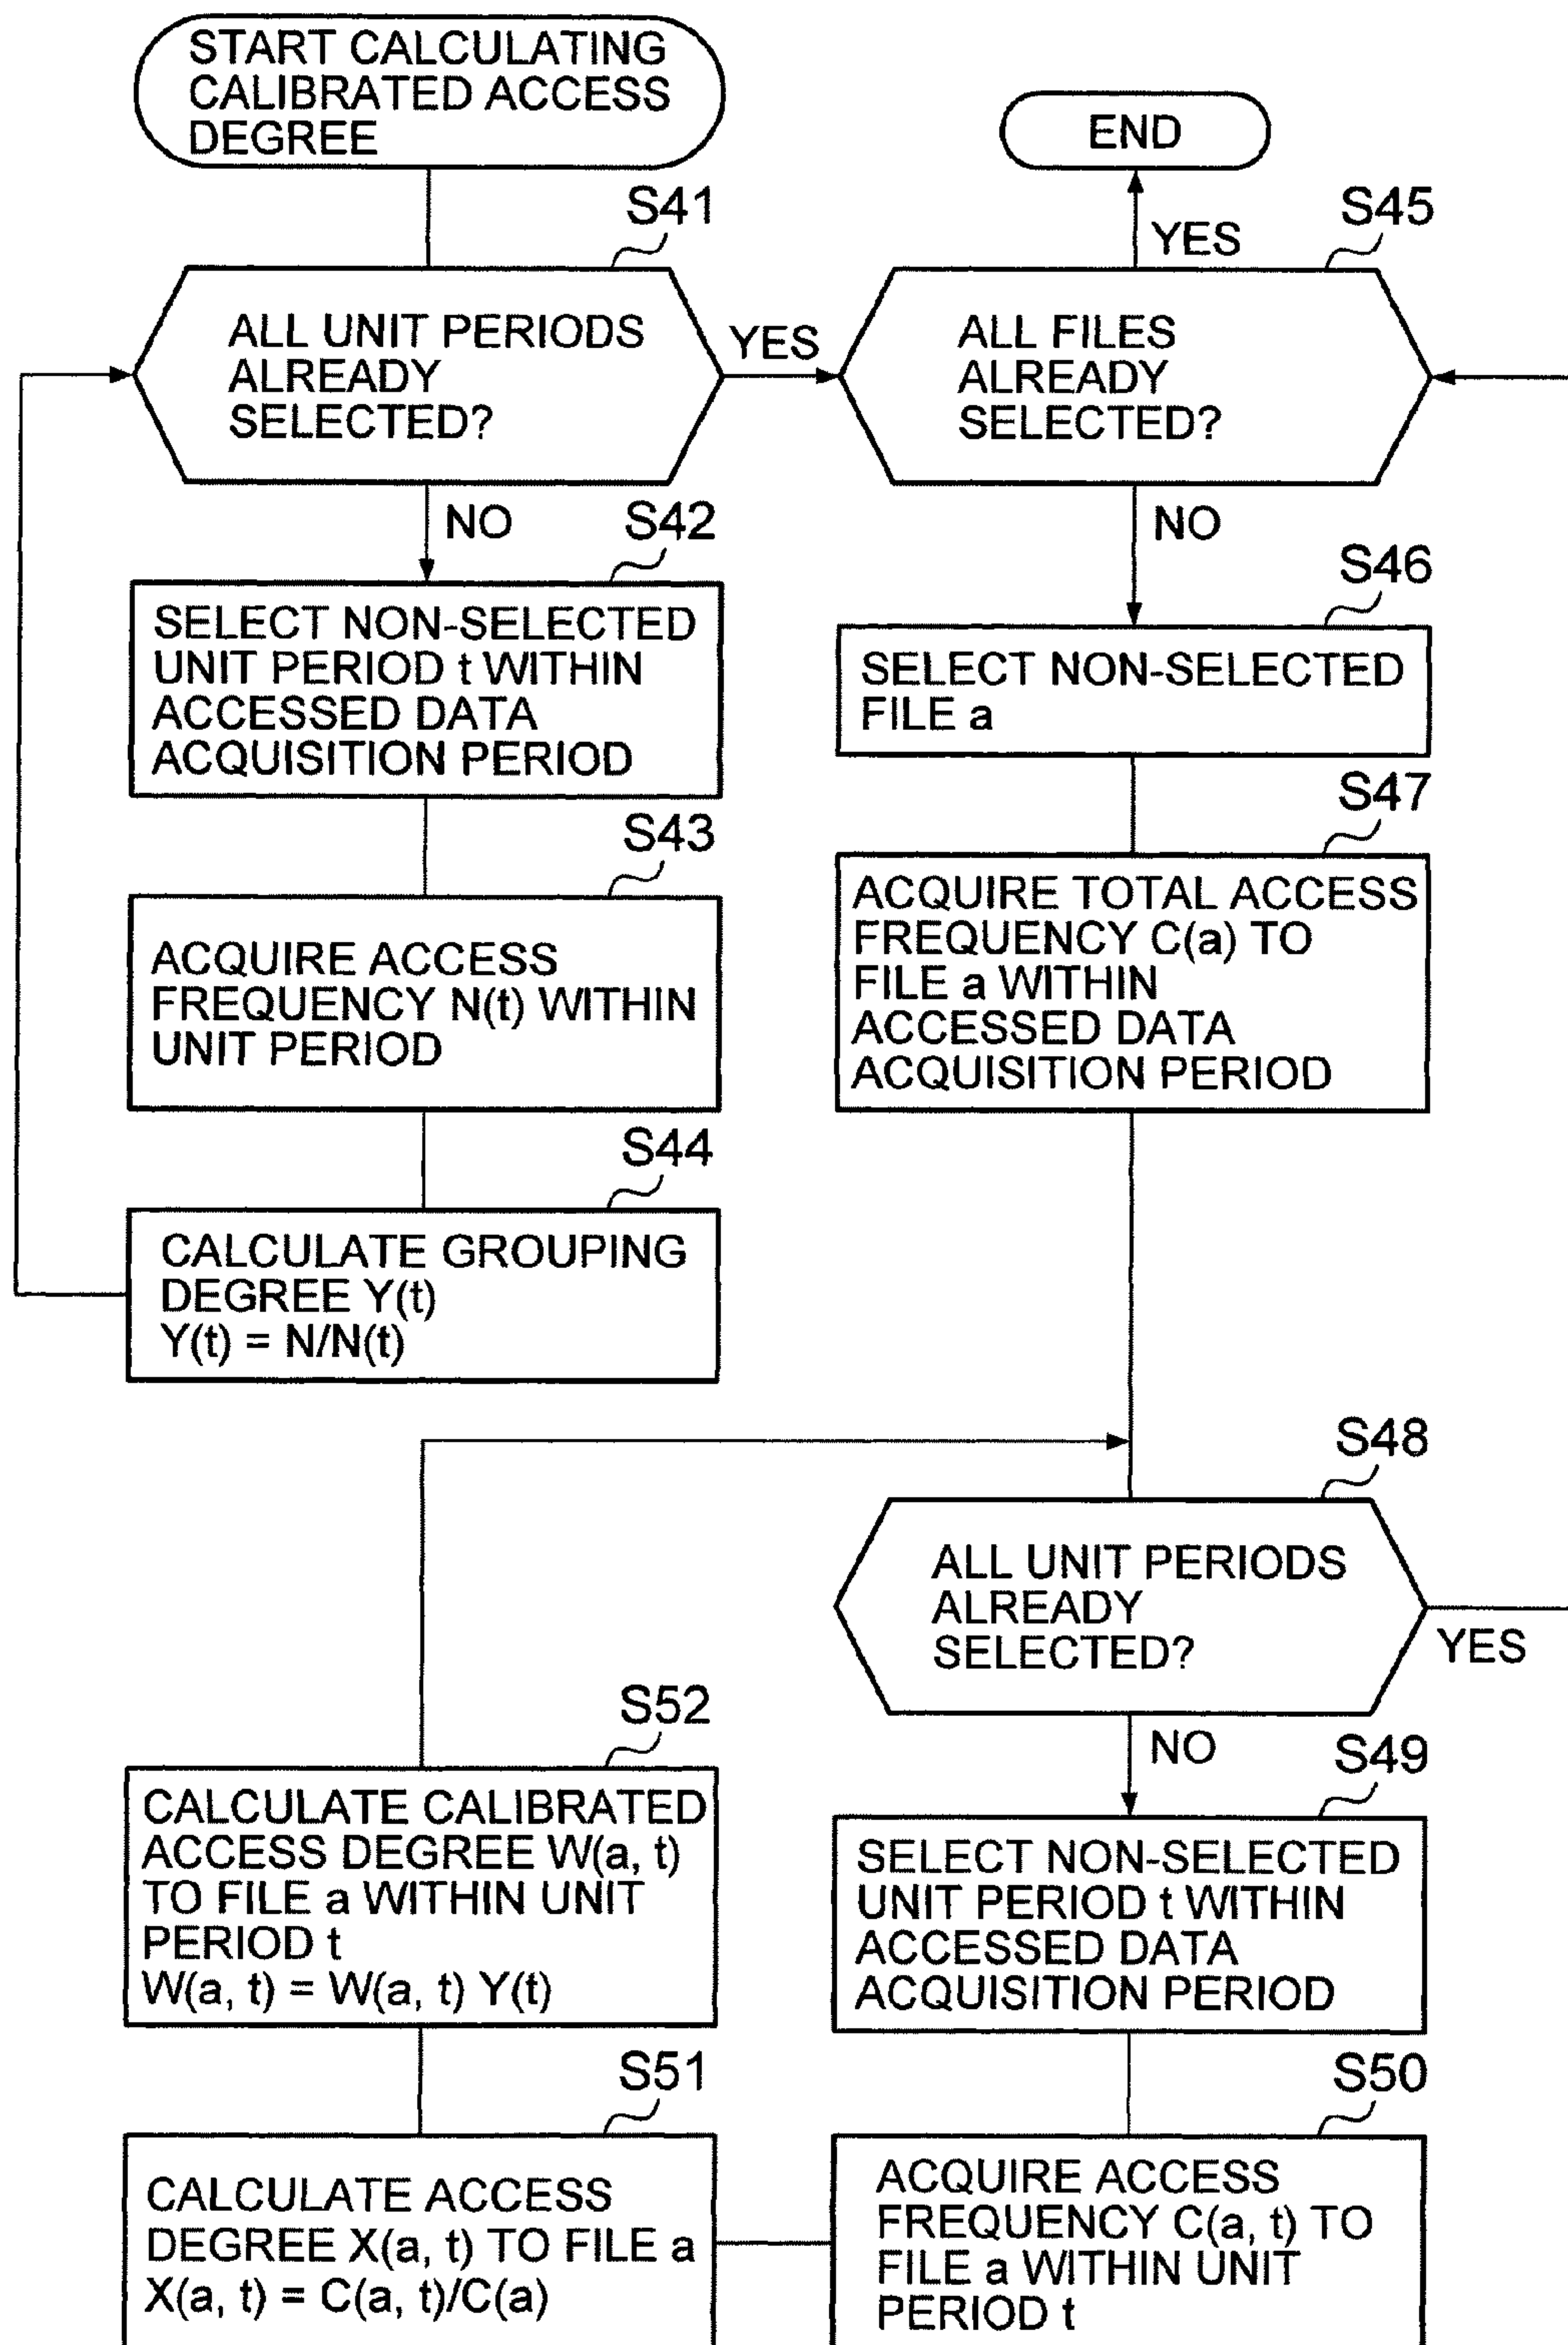 START CALCULATING
CALIBRATED ACCESS
DEGREE
S41
ALL UNIT PERIODS
ALREADY
SELECTED?
YES
NO
S42
SELECT NON-SELECTED
UNIT PERIOD t WITHIN
ACCESSED DATA
ACQUISITION PERIOD
S43
ACQUIRE ACCESS
FREQUENCY N(t) WITHIN
UNIT PERIOD
S44
CALCULATE GROUPING
DEGREE Y(t)
Y(t) = N/N(t)
END
YES
S45
ALL FILES
ALREADY
SELECTED?
NO
S46
SELECT NON-SELECTED
FILE a
S47
ACQUIRE TOTAL ACCESS
FREQUENCY C(a) TO
FILE a WITHIN
ACCESSED DATA
ACQUISITION PERIOD
S48
ALL UNIT PERIODS
ALREADY
SELECTED?
YES
NO
S49
SELECT NON-SELECTED
UNIT PERIOD t WITHIN
ACCESSED DATA
ACQUISITION PERIOD
S50
ACQUIRE ACCESS
FREQUENCY C(a, t) TO
FILE a WITHIN UNIT
PERIOD t
S51
CALCULATE ACCESS
DEGREE X(a, t) TO FILE a
X(a, t) = C(a, t)/C(a)
S52
CALCULATE CALIBRATED
ACCESS DEGREE W(a, t)
TO FILE a WITHIN UNIT
PERIOD t
W(a, t) = W(a, t) Y(t)